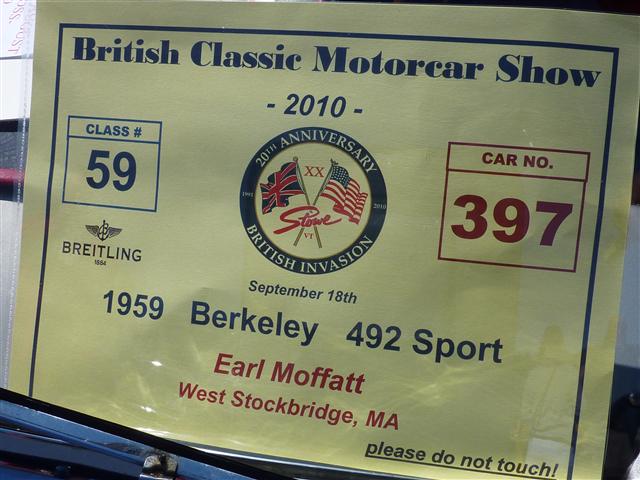 British Classic Motorcar Show
- 2010 -
CLASS #
59
20TH ANNIVERSARY
XX
1991
2010
Stowe
VT
BRITISH INVASION
CAR NO.
397
BREITLING
1884
September 18th
1959 Berkeley 492 Sport
Earl Moffatt
West Stockbridge, MA
please do not touch!